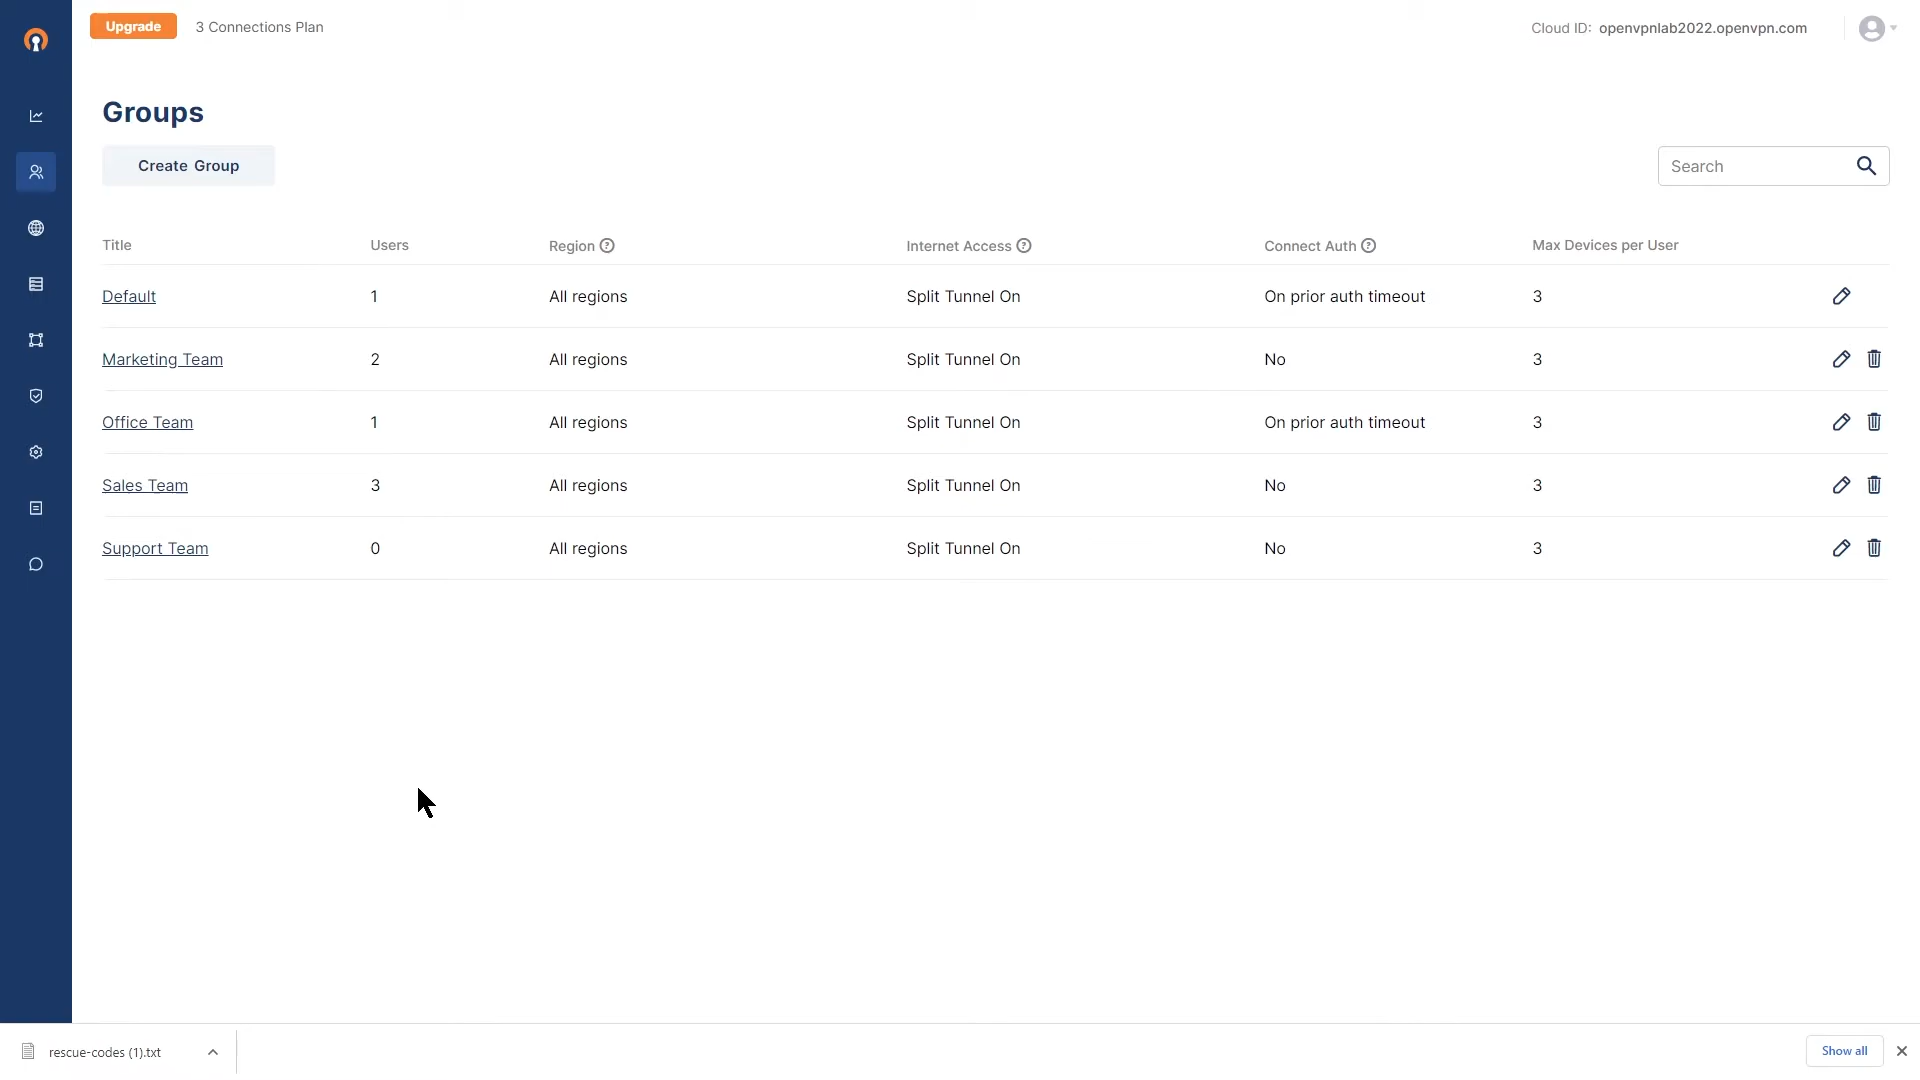 Upgrade 3 Connections Plan Cloud ID: openvpnlab2022.openvpn.com
Groups
Create Group Search
Title Users Region Internet Access Connect Auth Max Devices per User
Default 1 All regions Split Tunnel On On prior auth timeout 3
Marketing Team 2 All regions Split Tunnel On No 3
Office Team 1 All regions Split Tunnel On On prior auth timeout 3
Sales Team 3 All regions Split Tunnel On No 3
Support Team 0 All regions Split Tunnel On No 3
rescue-codes (1).txt Show all